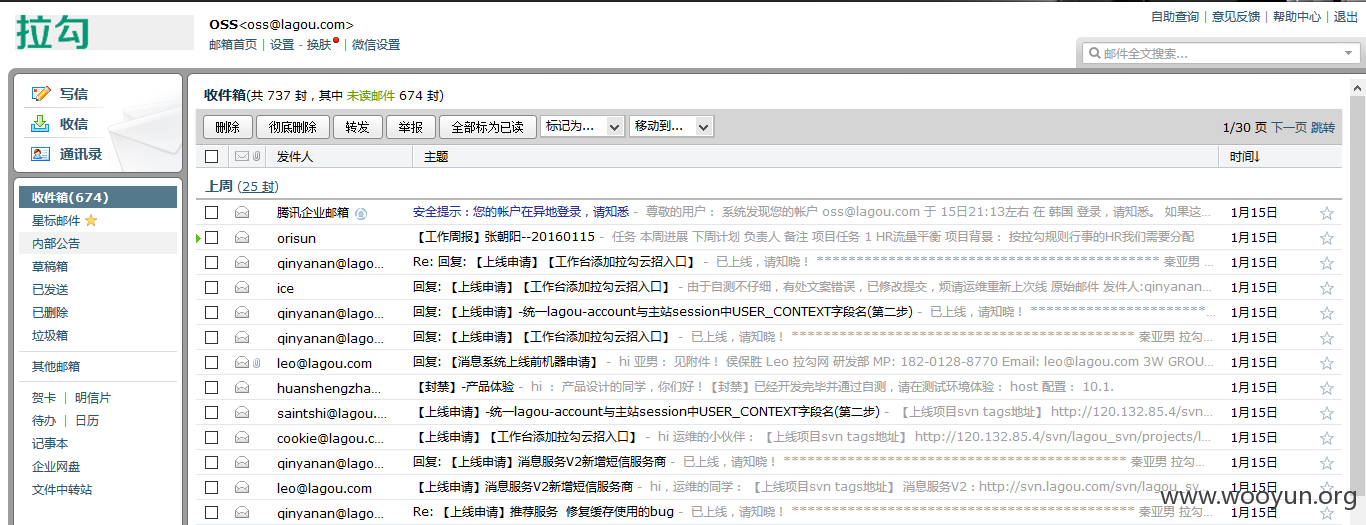 拉勾
OSS<oss@lagou.com>
邮箱首页 | 设置 - 换肤 | 微信设置
自助查询 | 意见反馈 | 帮助中心 | 退出
邮件全文搜索...
写信
收信
通讯录
收件箱(674)
星标邮件
内部公告
草稿箱
已发送
已删除
垃圾箱
其他邮箱
贺卡 | 明信片
待办 | 日历
记事本
企业网盘
文件中转站
收件箱(共 737 封 , 其中 未读邮件 674 封)
删除 彻底删除 转发 举报 全部标为已读 标记为... 移动到... 1/30 页 下一页 跳转
发件人 主题 时间↓
上周 (25 封)
腾讯企业邮箱 安全提示：您的帐户在异地登录，请知悉 - 尊敬的用户： 系统发现您的帐户 oss@lagou.com 于 15日21:13左右 在 韩国 登录，请知悉。 如果这... 1月15日
orisun 【工作周报】张朝阳--20160115 - 任务 本周进展 下周计划 负责人 备注 项目任务 1 HR流量平衡 项目背景： 按拉勾规则行事的HR我们需要分配 1月15日
qinyanan@lago... Re: 回复: 【上线申请】【工作台添加拉勾云招入口】 - 已上线，请知晓！ ******************************************** 秦亚男 ... 1月15日
ice 回复: 【上线申请】【工作台添加拉勾云招入口】 - 由于自测不仔细，有处文案错误，已修改提交，烦请运维重新上次线 原始邮件 发件人:qinyanan... 1月15日
qinyanan@lago... 回复: 【上线申请】-统一lagou-account与主站session中USER_CONTEXT字段名(第二步) - 已上线，请知晓！ ************************... 1月15日
qinyanan@lago... 回复: 【上线申请】【工作台添加拉勾云招入口】 - 已上线，请知晓！ ******************************************** 秦亚男 拉勾... 1月15日
leo@lagou.com 回复: 【消息系统上线前机器申请】 - hi 亚男： 见附件！ 侯保胜 Leo 拉勾网 研发部 MP: 182-0128-8770 Email: leo@lagou.com 3W GROU... 1月15日
huanshengzha... 【封禁】-产品体验 - hi ： 产品设计的同学，你们好！【封禁】已经开发完毕并通过自测，请在测试环境体验： host 配置： 10.1. 1月15日
saintshi@lagou.... 【上线申请】-统一lagou-account与主站session中USER_CONTEXT字段名(第二步) - 【上线项目svn tags地址】 http://120.132.85.4/svn... 1月15日
cookie@lagou.c... 【上线申请】【工作台添加拉勾云招入口】 - hi 运维的小伙伴： 【上线项目svn tags地址】 http://120.132.85.4/svn/lagou_svn/projects/l... 1月15日
qinyanan@lago... 回复: 【上线申请】消息服务V2新增短信服务商 - 已上线，请知晓！ ******************************************** 秦亚男 拉勾... 1月15日
leo@lagou.com 【上线申请】消息服务V2新增短信服务商 - hi，运维的同学： 【上线项目svn tags地址】 消息服务V2：http://svn.lagou.com/svn/lagou_sv... 1月15日
qinyanan@lago... Re: 【上线申请】推荐服务 修复缓存使用的bug - 已上线，请知晓！ ******************************************** 秦亚男 拉勾... 1月15日
www.wooyun.org